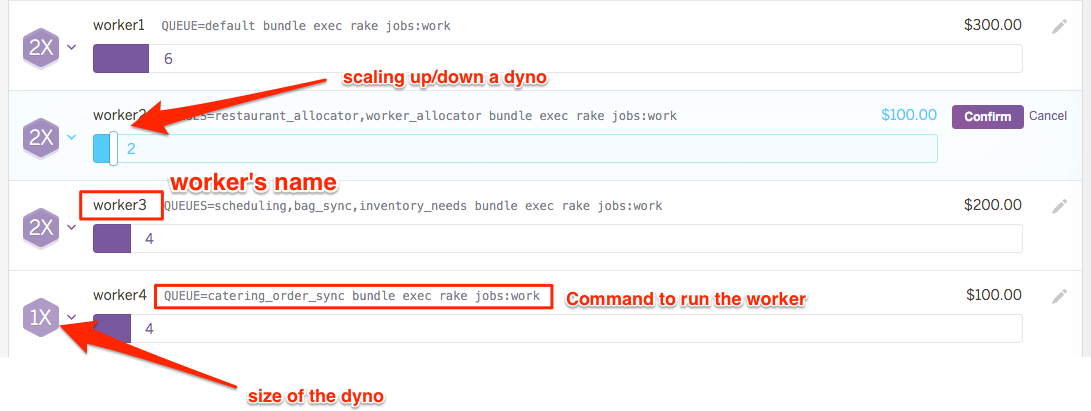 worker1 QUEUE=default bundle exec rake jobs:work $300.00
2X
6
scaling up/down a dyno
worker2 QUEUES=restaurant_allocator,worker_allocator bundle exec rake jobs:work $100.00 Confirm Cancel
2X
2
worker's name
worker3 QUEUES=scheduling,bag_sync,inventory_needs bundle exec rake jobs:work $200.00
2X
4
worker4 QUEUE=catering_order_sync bundle exec rake jobs:work Command to run the worker $100.00
1X
4
size of the dyno